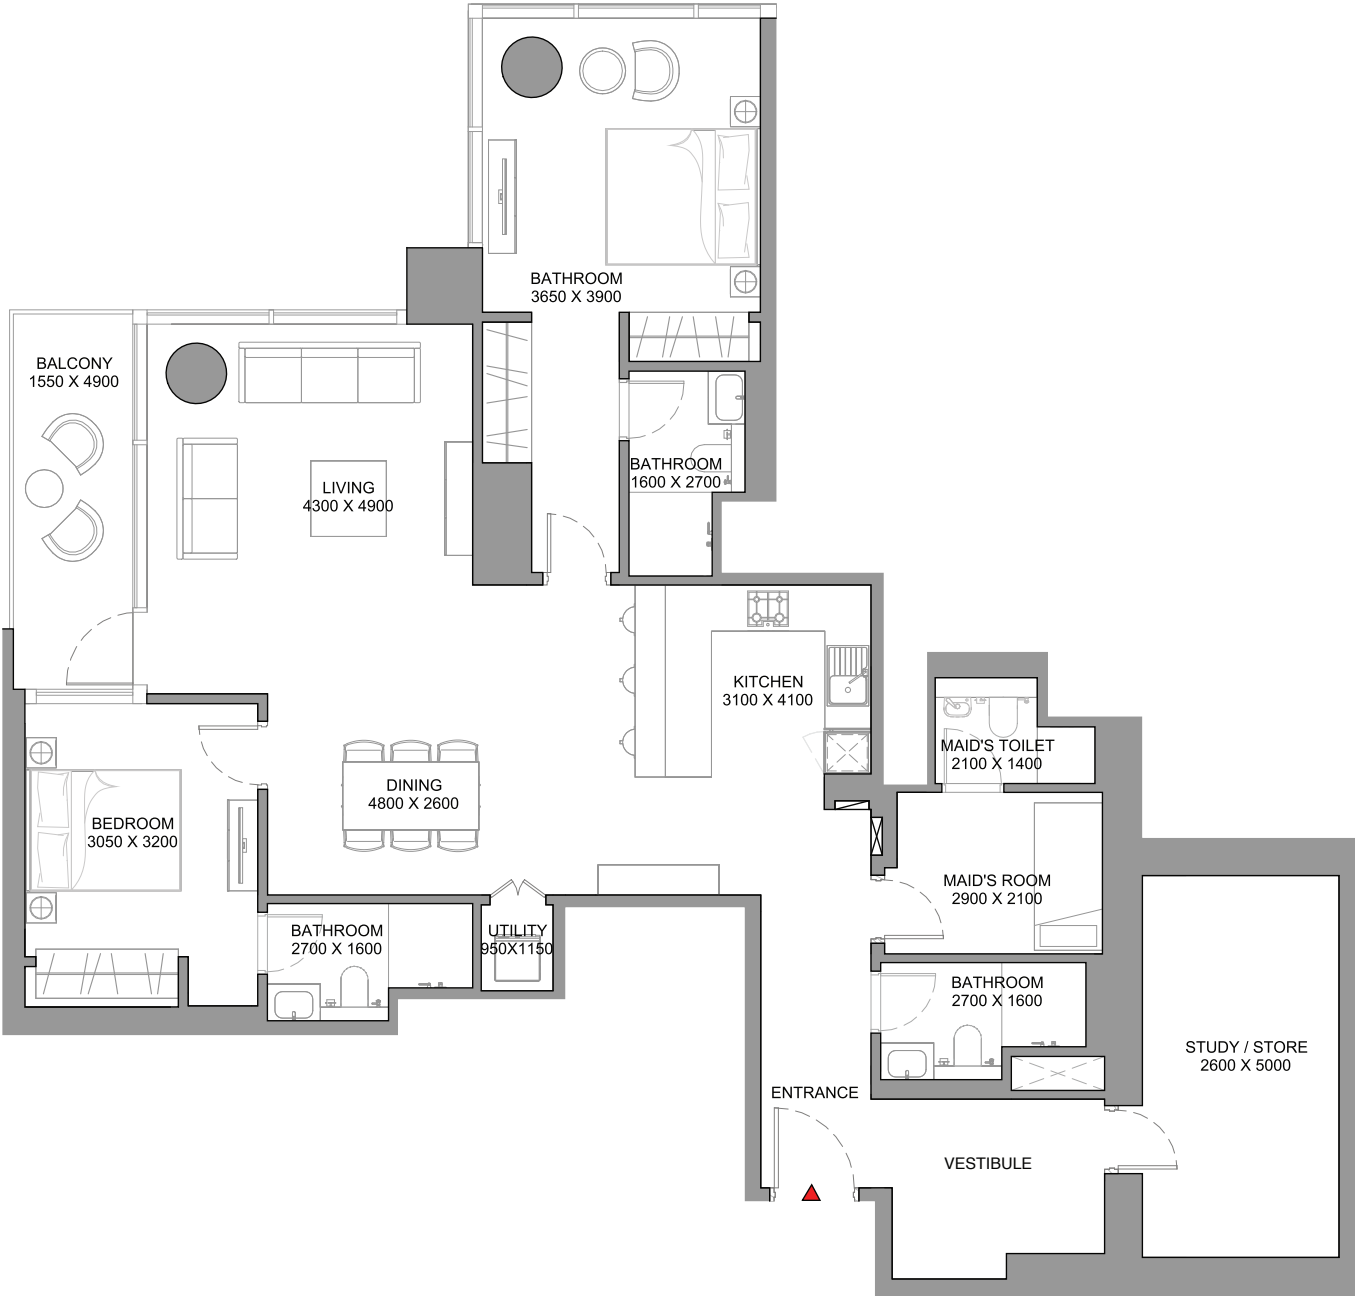 BATHROOM
3650 X 3900
BALCONY
1550 X 4900
LIVING
4300 X 4900
BATHROOM
1600 X 2700
KITCHEN
3100 X 4100
MAID'S TOILET
2100 X 1400
DINING
4800 X 2600
BEDROOM
3050 X 3200
MAID'S ROOM
2900 X 2100
BATHROOM
2700 X 1600
UTILITY
950X1150
BATHROOM
2700 X 1600
STUDY / STORE
2600 X 5000
ENTRANCE
VESTIBULE